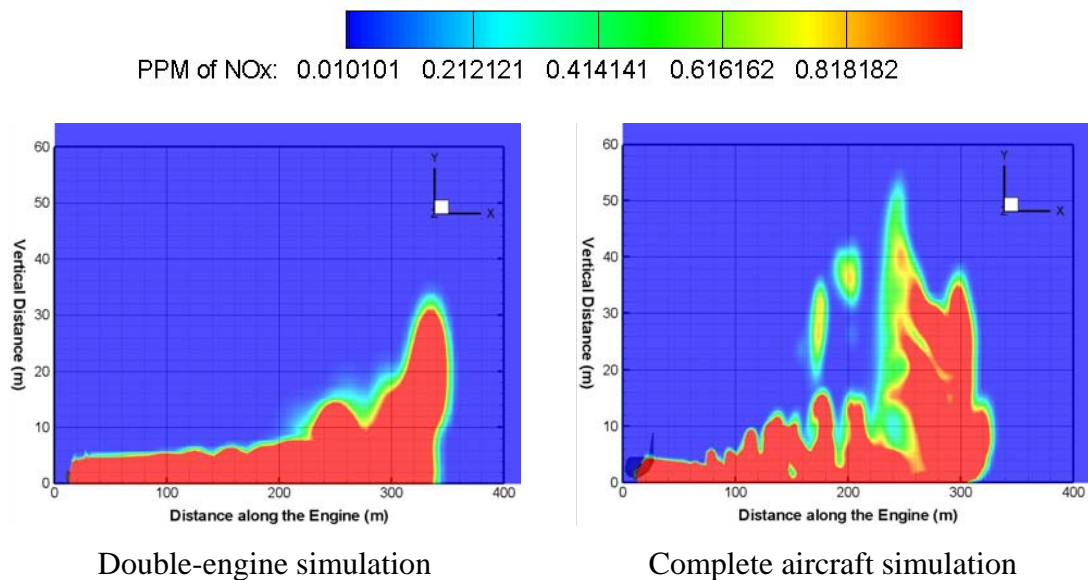 PPM of NOx: 0.010101 0.212121 0.414141 0.616162 0.818182
60
50
40
30
20
10
0
Vertical Distance (m)
Y
Z X
0 100 200 300 400
Distance along the Engine (m)
Double-engine simulation
60
50
40
30
20
10
0
Vertical Distance (m)
Y
Z X
0 100 200 300 400
Distance along the Engine (m)
Complete aircraft simulation